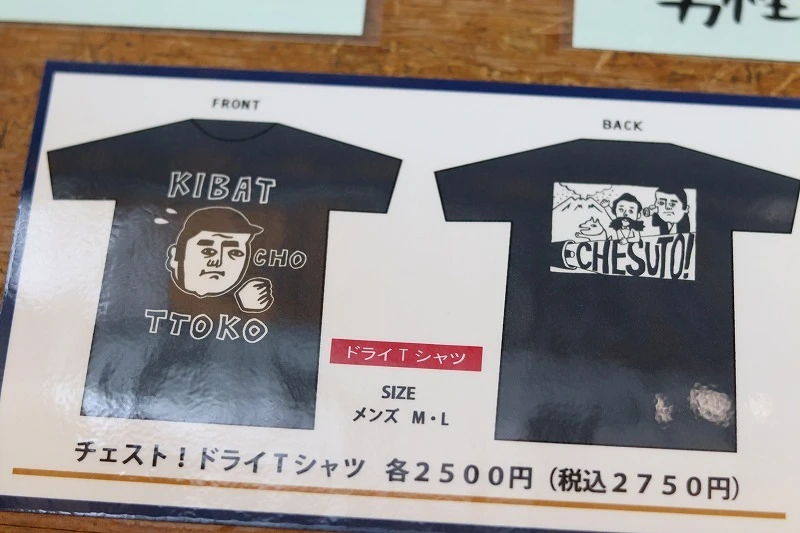 男性
FRONT
BACK
KIBAT
CHO
TTOKO
CHESUTO!
ドライTシャツ
SIZE
メンズ M・L
チェスト！ドライTシャツ 各2500円（税込2750円）